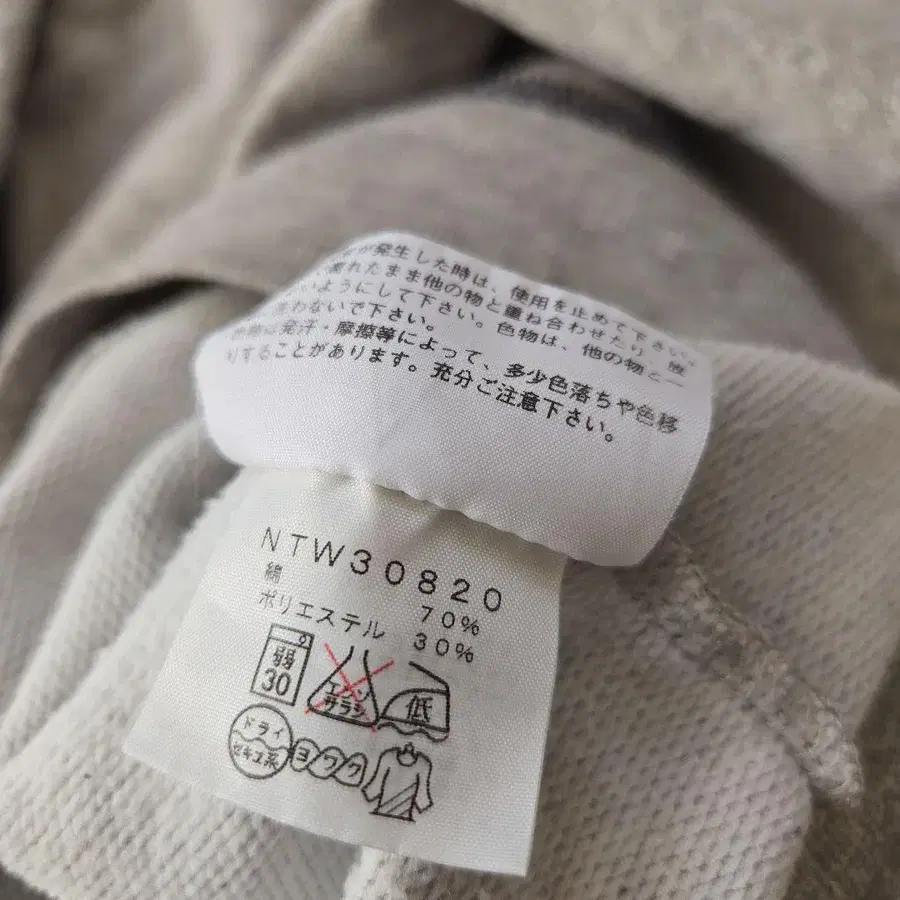 が発生した時は、使用を止めて下さい。
濡れたまま他の物と重ね合わせたり
ようにして下さい。色物は、他の物と一
わないで下さい。
は発汗・摩擦等によって、多少色落ちや色移
りすることがあります。充分ご注意下さい。
NTW30820
綿 70%
ポリエステル 30%
弱
30
エンソ
サラシ
低
ドライ
セキユ系
ヨワク